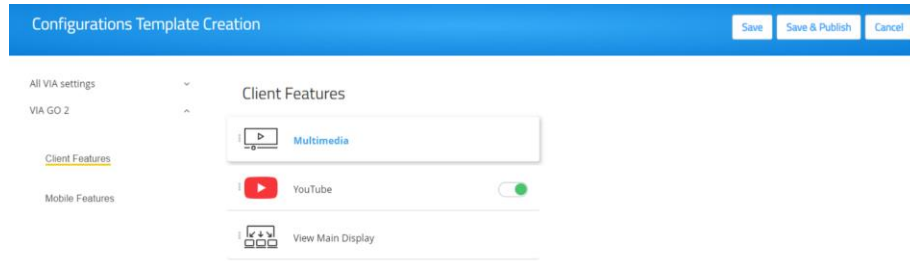 Configurations Template Creation
Save
Save & Publish
Cancel
All VIA settings
VIA GO 2
Client Features
Mobile Features
Client Features
Multimedia
YouTube
View Main Display